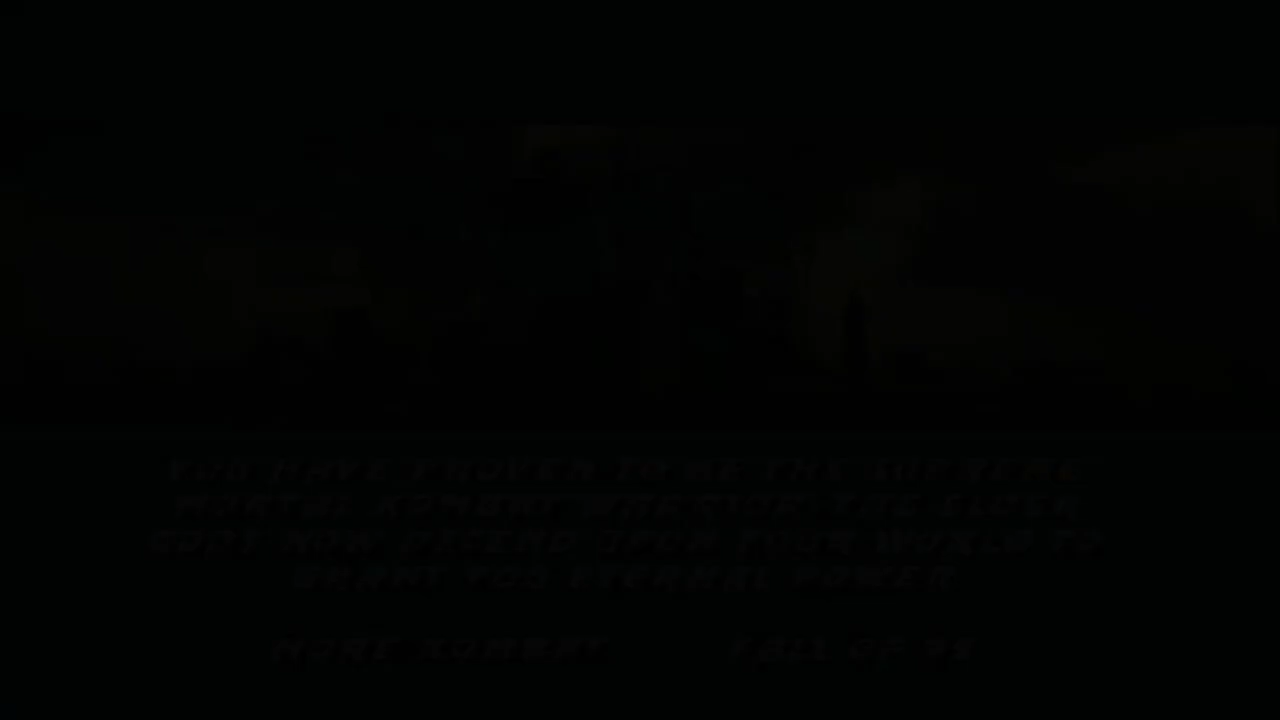 YOU HAVE PROVEN TO BE THE SUPREME
MORTAL KOMBAT WARRIOR! THE ELDER
GODS NOW DESCEND UPON YOUR WORLD TO
GRANT YOU ETERNAL POWER
MORE KOMBAT